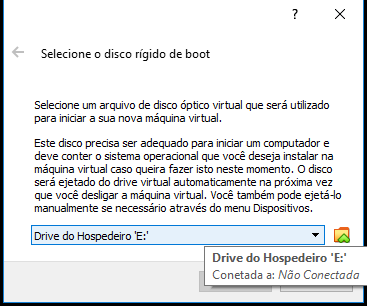 ?
Selecione o disco rígido de boot
Selecione um arquivo de disco óptico virtual que será utilizado
para iniciar a sua nova máquina virtual.
Este disco precisa ser adequado para iniciar um computador e
deve conter o sistema operacional que você deseja instalar na
máquina virtual caso queira fazer isto neste momento. O disco
será ejetado do drive virtual automaticamente na próxima vez
que você desligar a máquina virtual. Você também pode ejetá-lo
manualmente se necessário através do menu Dispositivos.
Drive do Hospedeiro 'E:'
Drive do Hospedeiro 'E:'
Conetada a: Não Conectada